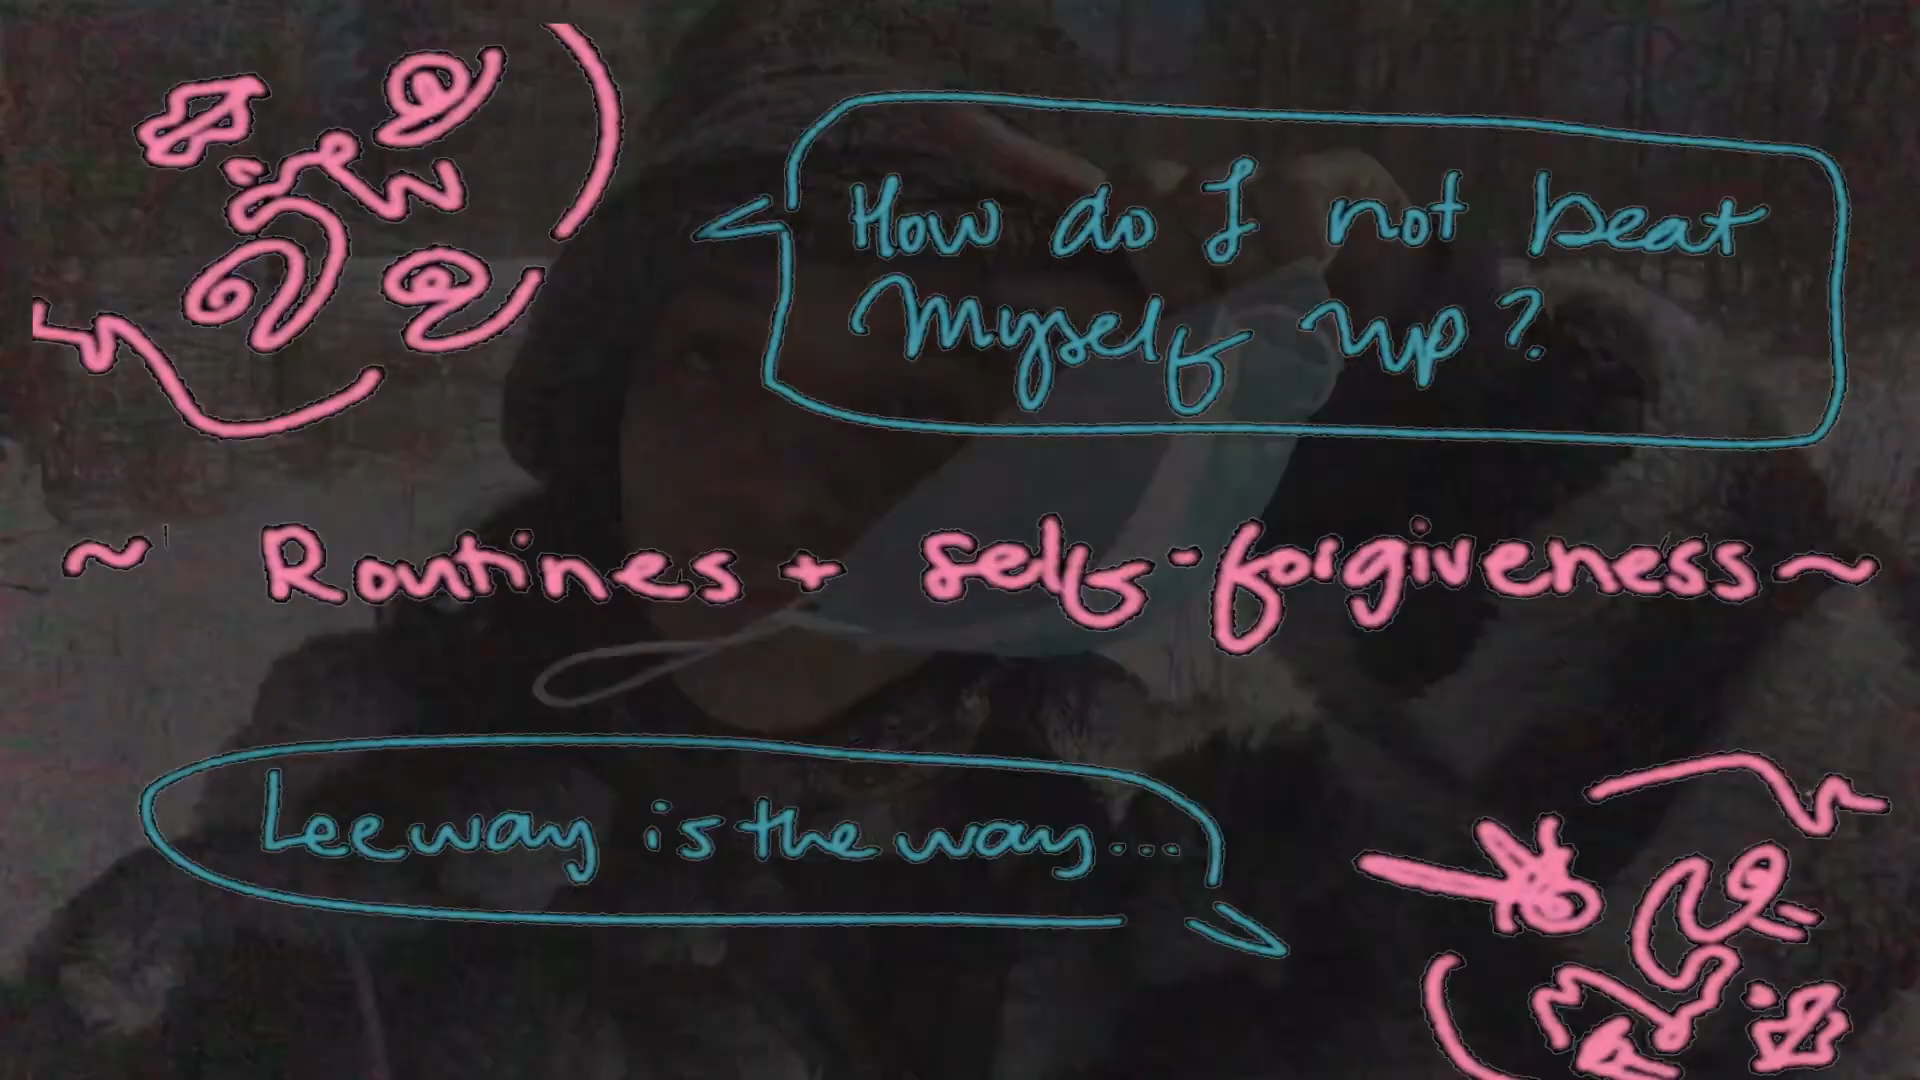 How do I not beat
myself up?
~ Routines + self-forgiveness ~
Leeway is the way...